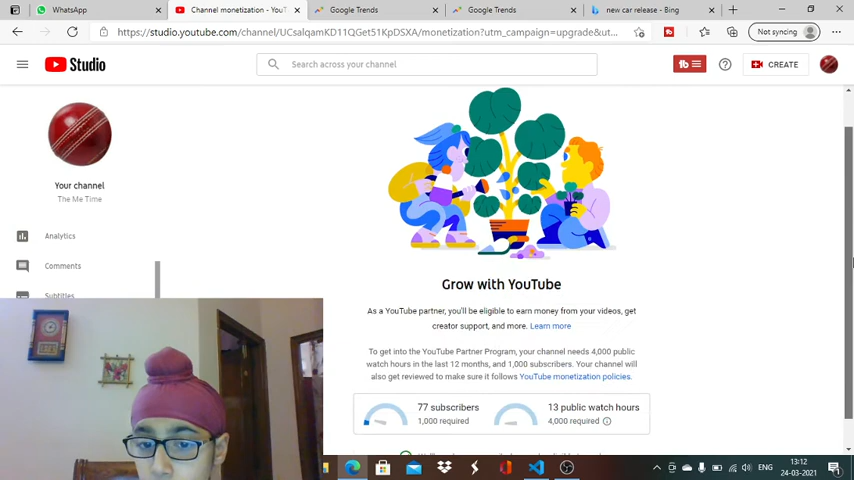 WhatsApp
Channel monetization - YouT
Google Trends
Google Trends
new car release - Bing
https://studio.youtube.com/channel/UCsalqamKD11QGet51KpDSXA/monetization?utm_campaign=upgrade&ut...
Not syncing
Studio
Search across your channel
tb
CREATE
Your channel
The Me Time
Analytics
Comments
Subtitles
Grow with YouTube
As a YouTube partner, you'll be eligible to earn money from your videos, get
creator support, and more. Learn more
To get into the YouTube Partner Program, your channel needs 4,000 public
watch hours in the last 12 months, and 1,000 subscribers. Your channel will
also get reviewed to make sure it follows YouTube monetization policies.
77 subscribers
1,000 required
13 public watch hours
4,000 required
ENG
13:12
24-03-2021